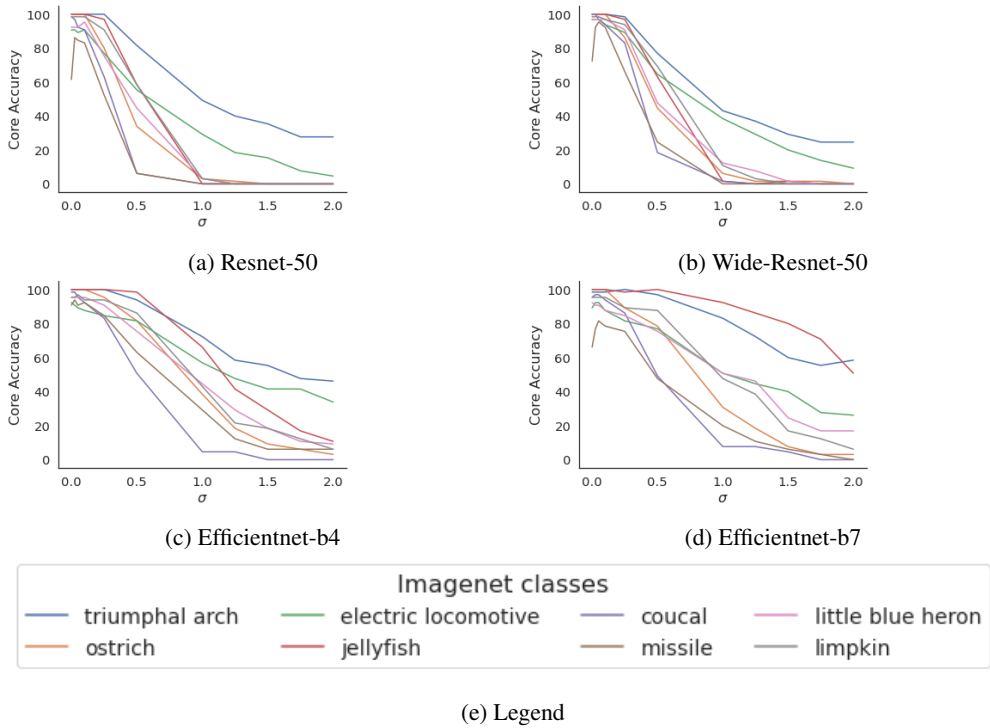 100
80
60
40
20
0
Core Accuracy
0.0 0.5 1.0 1.5 2.0
σ
(a) Resnet-50
100
80
60
40
20
0
Core Accuracy
0.0 0.5 1.0 1.5 2.0
σ
(b) Wide-Resnet-50
100
80
60
40
20
0
Core Accuracy
0.0 0.5 1.0 1.5 2.0
σ
(c) Efficientnet-b4
100
80
60
40
20
0
Core Accuracy
0.0 0.5 1.0 1.5 2.0
σ
(d) Efficientnet-b7
Imagenet classes
triumphal arch electric locomotive coucal little blue heron
ostrich jellyfish missile limpkin
(e) Legend